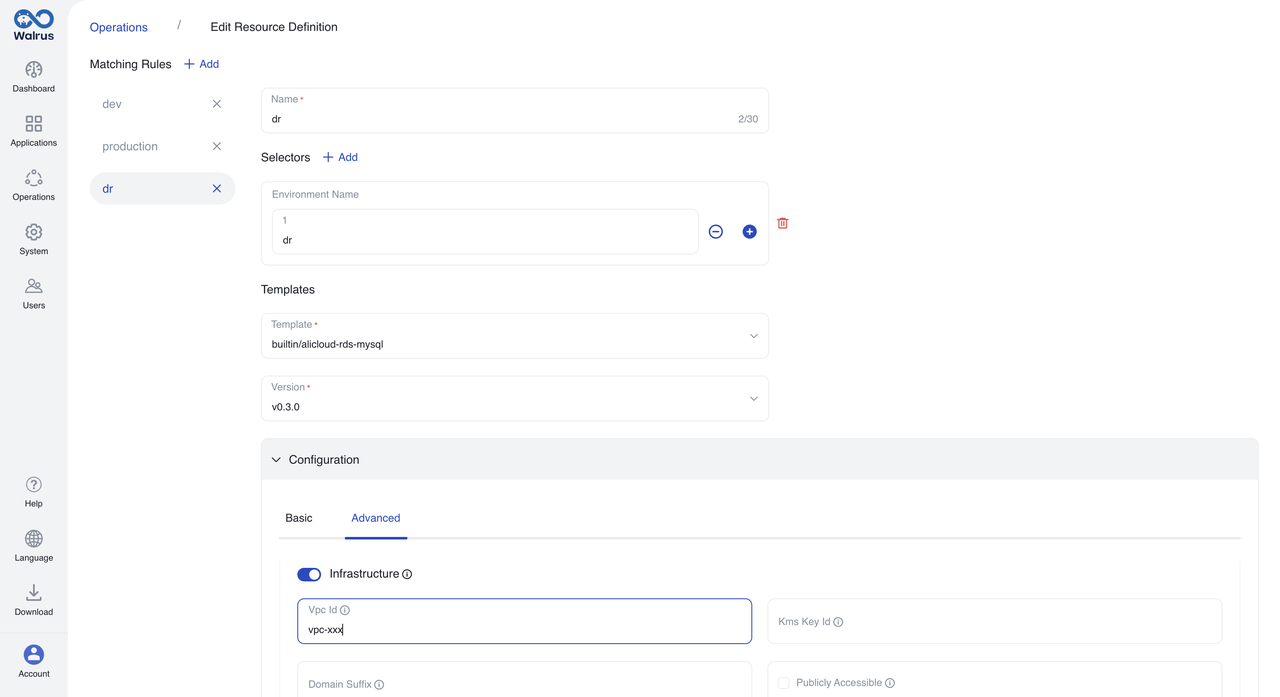 Walrus
Dashboard
Applications
Operations
System
Users
Help
Language
Download
Account
Operations / Edit Resource Definition
Matching Rules + Add
dev
production
dr
Name *
dr 2/30
Selectors + Add
Environment Name
1
dr
Templates
Template *
builtin/alicloud-rds-mysql
Version *
v0.3.0
Configuration
Basic Advanced
Infrastructure
Vpc Id
vpc-xxx
Kms Key Id
Domain Suffix
Publicly Accessible